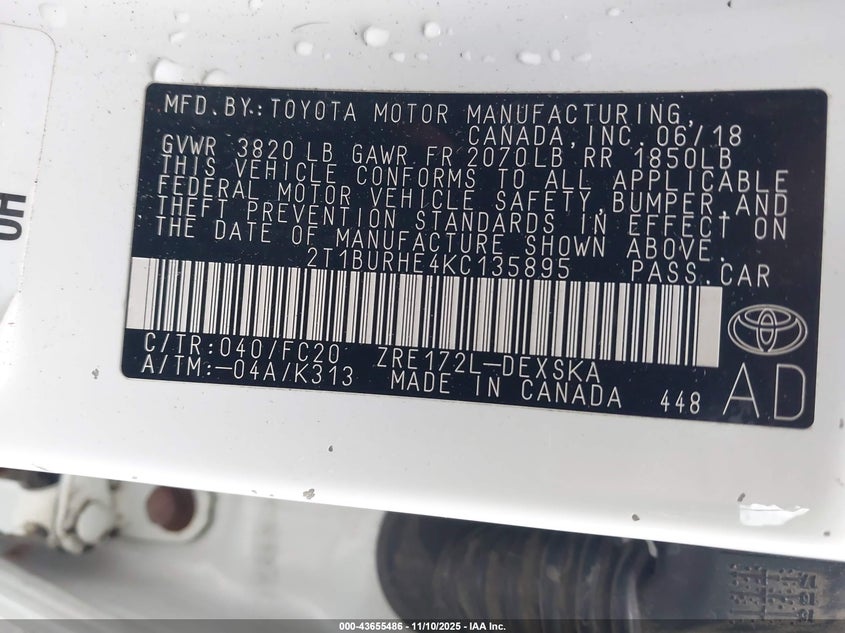 MFD. BY: TOYOTA MOTOR MANUFACTURING,
CANADA, INC. 06/18
GVWR 3820 LB GAWR FR 2070LB RR 1850LB
THIS VEHICLE CONFORMS TO ALL APPLICABLE
FEDERAL MOTOR VEHICLE SAFETY, BUMPER, AND
THEFT PREVENTION STANDARDS IN EFFECT ON
THE DATE OF MANUFACTURE SHOWN ABOVE.
2T1BURHE4KC135895 PASS. CAR
C/TR: 040/FC20 ZRE172L-DEXSKA
A/TM: -04A/K313 MADE IN CANADA 448
AD
000-43655486 - 11/10/2025 - IAA Inc.